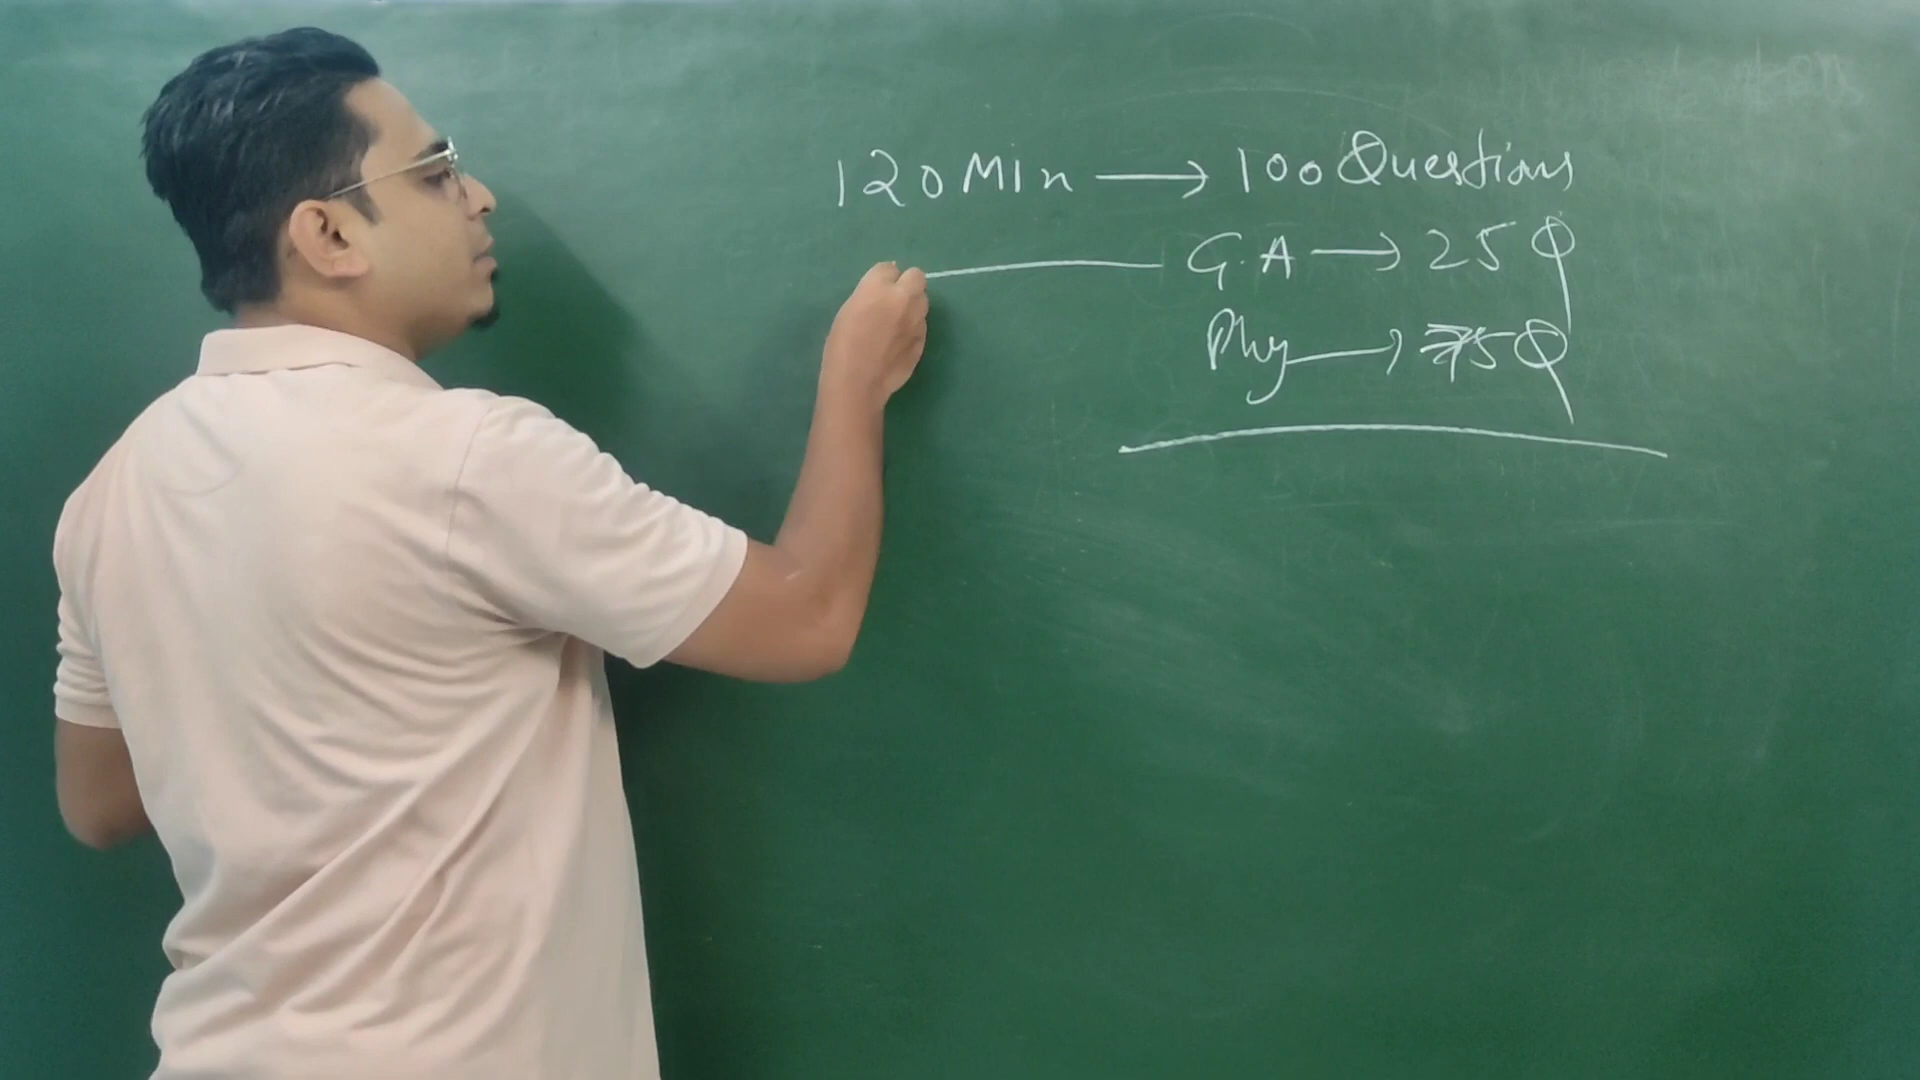 120 Min → 100 Questions
G.A → 25 Q
Phy → 75 Q